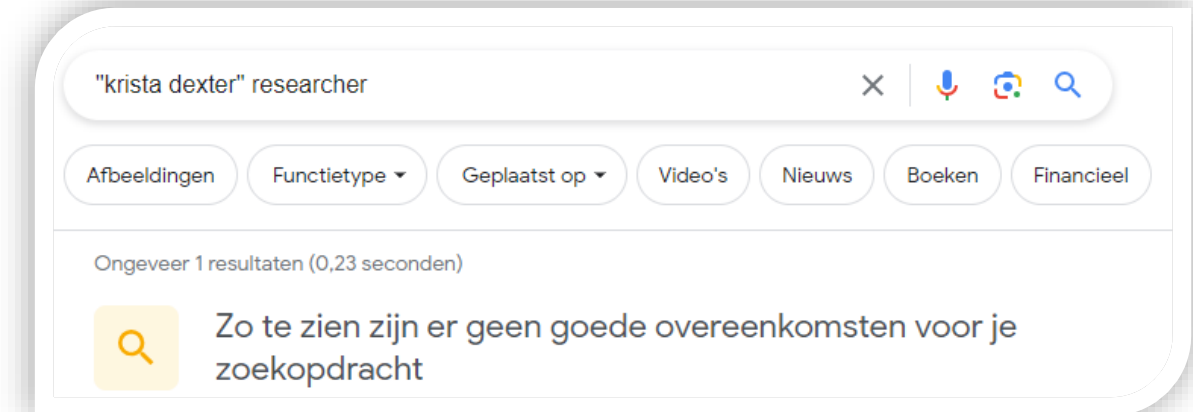 "krista dexter" researcher
Afbeeldingen Functietype Geplaatst op Video's Nieuws Boeken Financieel
Ongeveer 1 resultaten (0,23 seconden)
Zo te zien zijn er geen goede overeenkomsten voor je
zoekopdracht